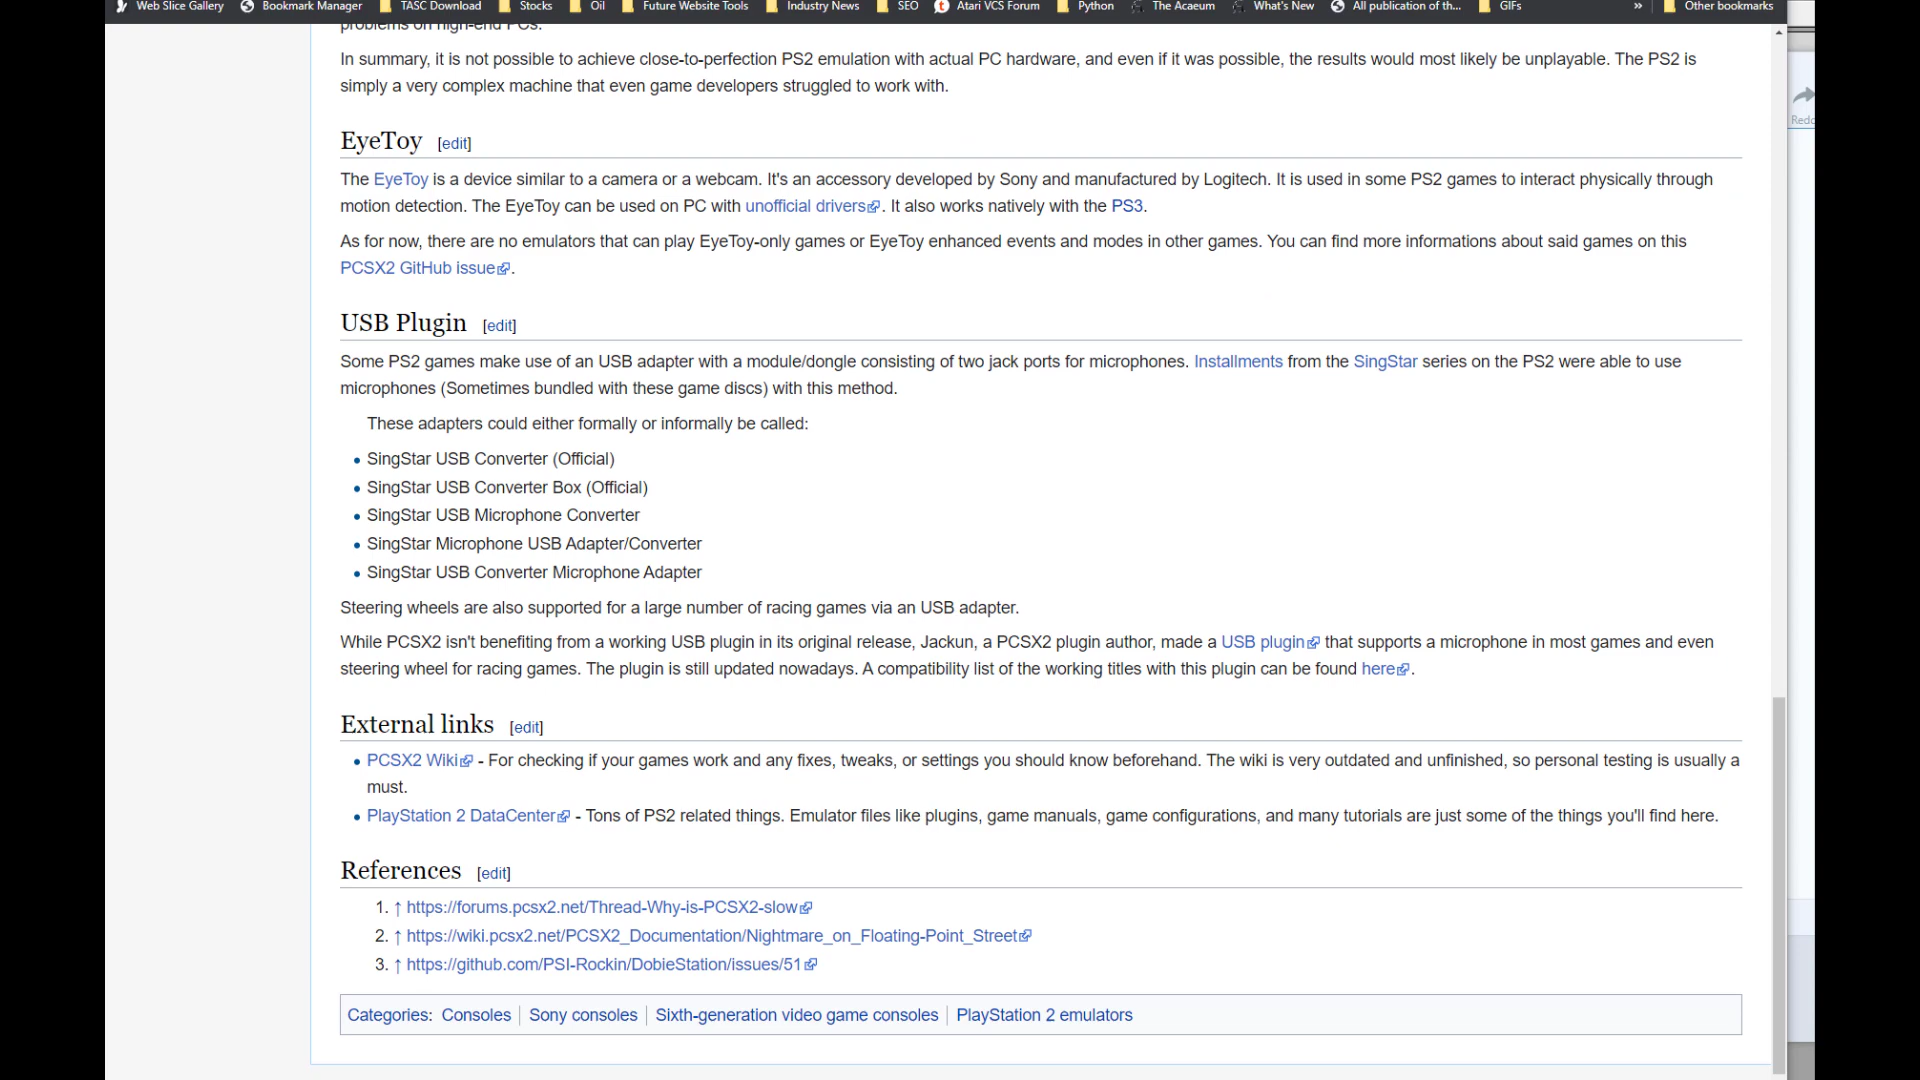 Web Slice Gallery Bookmark Manager TASC Download Stocks Oil Future Website Tools Industry News SEO Atari VCS Forum Python The Acaeum What's New All publication of th... GIFs » Other bookmarks
problems on high-end PCs.
In summary, it is not possible to achieve close-to-perfection PS2 emulation with actual PC hardware, and even if it was possible, the results would most likely be unplayable. The PS2 is
simply a very complex machine that even game developers struggled to work with.
Redo
EyeToy [edit]
The EyeToy is a device similar to a camera or a webcam. It's an accessory developed by Sony and manufactured by Logitech. It is used in some PS2 games to interact physically through
motion detection. The EyeToy can be used on PC with unofficial drivers. It also works natively with the PS3.
As for now, there are no emulators that can play EyeToy-only games or EyeToy enhanced events and modes in other games. You can find more informations about said games on this
PCSX2 GitHub issue.
USB Plugin [edit]
Some PS2 games make use of an USB adapter with a module/dongle consisting of two jack ports for microphones. Installments from the SingStar series on the PS2 were able to use
microphones (Sometimes bundled with these game discs) with this method.
These adapters could either formally or informally be called:
• SingStar USB Converter (Official)
• SingStar USB Converter Box (Official)
• SingStar USB Microphone Converter
• SingStar Microphone USB Adapter/Converter
• SingStar USB Converter Microphone Adapter
Steering wheels are also supported for a large number of racing games via an USB adapter.
While PCSX2 isn't benefiting from a working USB plugin in its original release, Jackun, a PCSX2 plugin author, made a USB plugin that supports a microphone in most games and even
steering wheel for racing games. The plugin is still updated nowadays. A compatibility list of the working titles with this plugin can be found here.
External links [edit]
• PCSX2 Wiki - For checking if your games work and any fixes, tweaks, or settings you should know beforehand. The wiki is very outdated and unfinished, so personal testing is usually a
must.
• PlayStation 2 DataCenter - Tons of PS2 related things. Emulator files like plugins, game manuals, game configurations, and many tutorials are just some of the things you'll find here.
References [edit]
1. ↑ https://forums.pcsx2.net/Thread-Why-is-PCSX2-slow
2. ↑ https://wiki.pcsx2.net/PCSX2_Documentation/Nightmare_on_Floating-Point_Street
3. ↑ https://github.com/PSI-Rockin/DobieStation/issues/51
Categories: Consoles | Sony consoles | Sixth-generation video game consoles | PlayStation 2 emulators